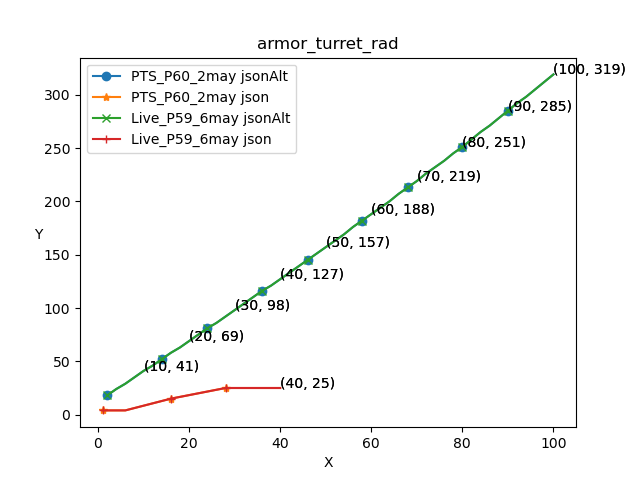 armor_turret_rad
PTS_P60_2may jsonAlt
PTS_P60_2may json
Live_P59_6may jsonAlt
Live_P59_6may json
(100, 319)
(90, 285)
(80, 251)
(70, 219)
(60, 188)
(50, 157)
(40, 127)
(30, 98)
(20, 69)
(10, 41)
(40, 25)
Y
300
250
200
150
100
50
0
0 20 40 60 80 100
X